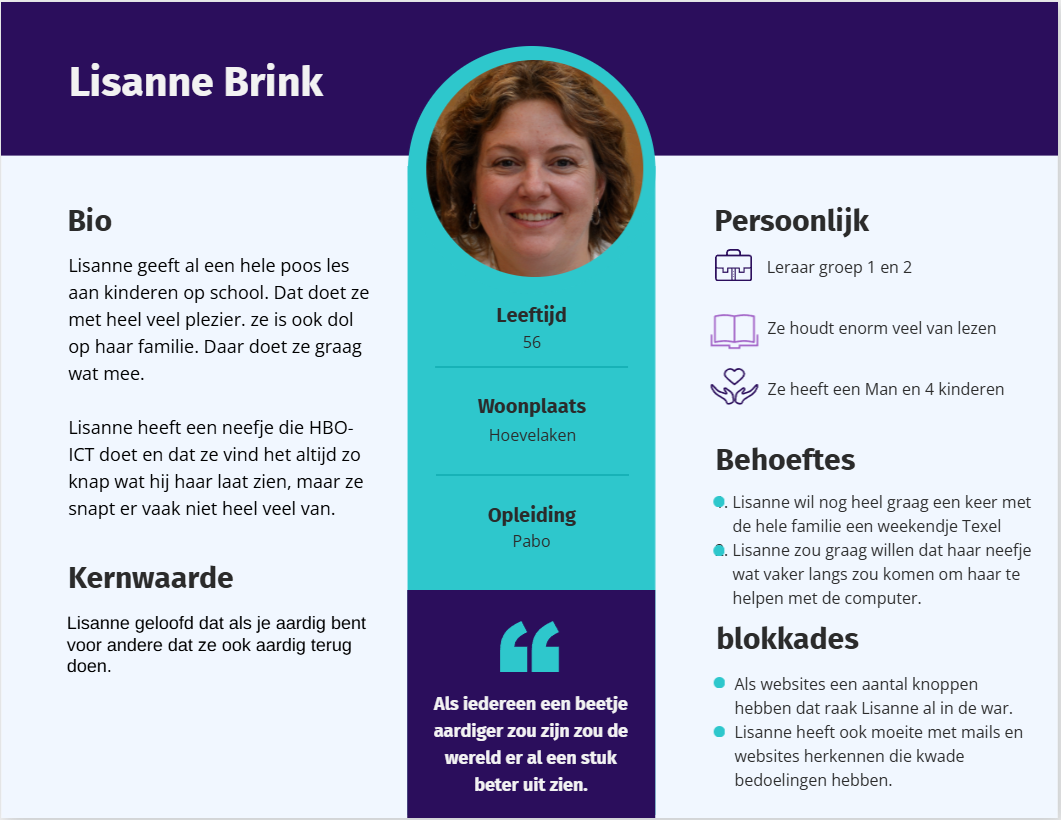 Lisanne Brink
Bio
Lisanne geeft al een hele poos les
aan kinderen op school. Dat doet ze
met heel veel plezier. ze is ook dol
op haar familie. Daar doet ze graag
wat mee.
Lisanne heeft een neefje die HBO-
ICT doet en dat ze vind het altijd zo
knap wat hij haar laat zien, maar ze
snapt er vaak niet heel veel van.
Kernwaarde
Lisanne geloofd dat als je aardig bent
voor andere dat ze ook aardig terug
doen.
Leeftijd
56
Woonplaats
Hoevelaken
Opleiding
Pabo
Als iedereen een beetje
aardiger zou zijn zou de
wereld er al een stuk
beter uit zien.
Persoonlijk
Leraar groep 1 en 2
Ze houdt enorm veel van lezen
Ze heeft een Man en 4 kinderen
Behoeftes
Lisanne wil nog heel graag een keer met
de hele familie een weekendje Texel
Lisanne zou graag willen dat haar neefje
wat vaker langs zou komen om haar te
helpen met de computer.
blokkades
Als websites een aantal knoppen
hebben dat raak Lisanne al in de war.
Lisanne heeft ook moeite met mails en
websites herkennen die kwade
bedoelingen hebben.